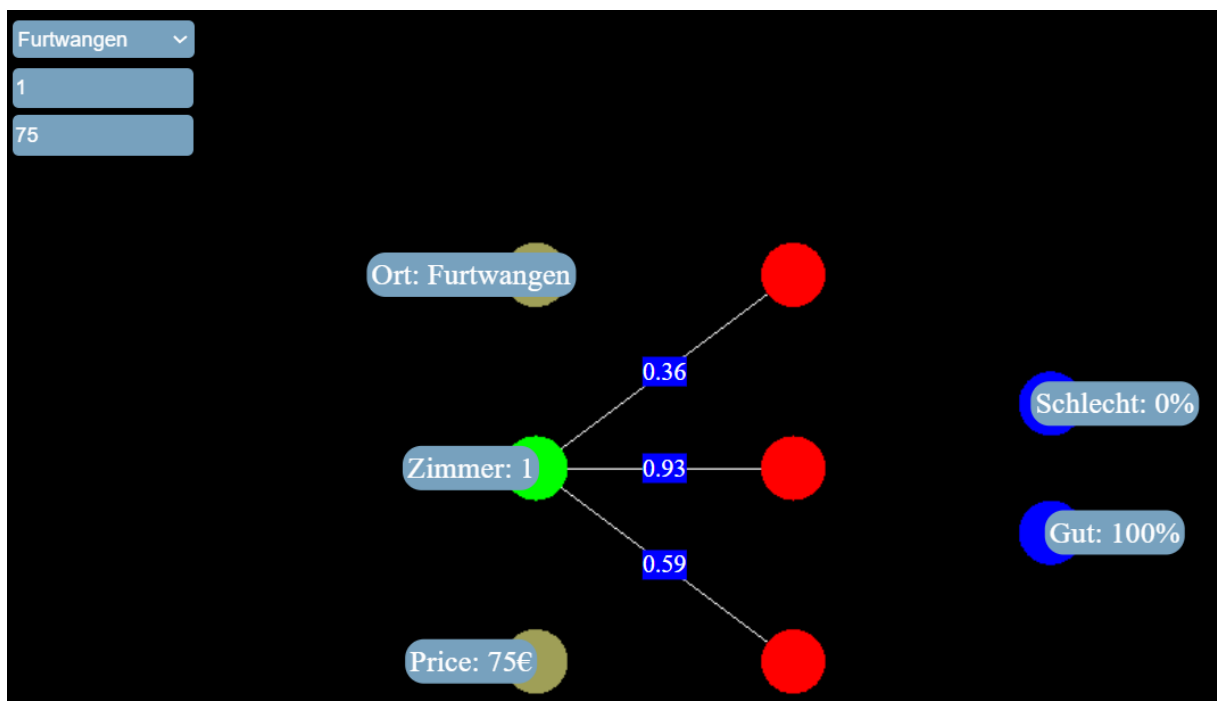 Furtwangen
1
75
Ort: Furtwangen
0.36
Schlecht: 0%
Zimmer: 1
0.93
Gut: 100%
0.59
Price: 75€